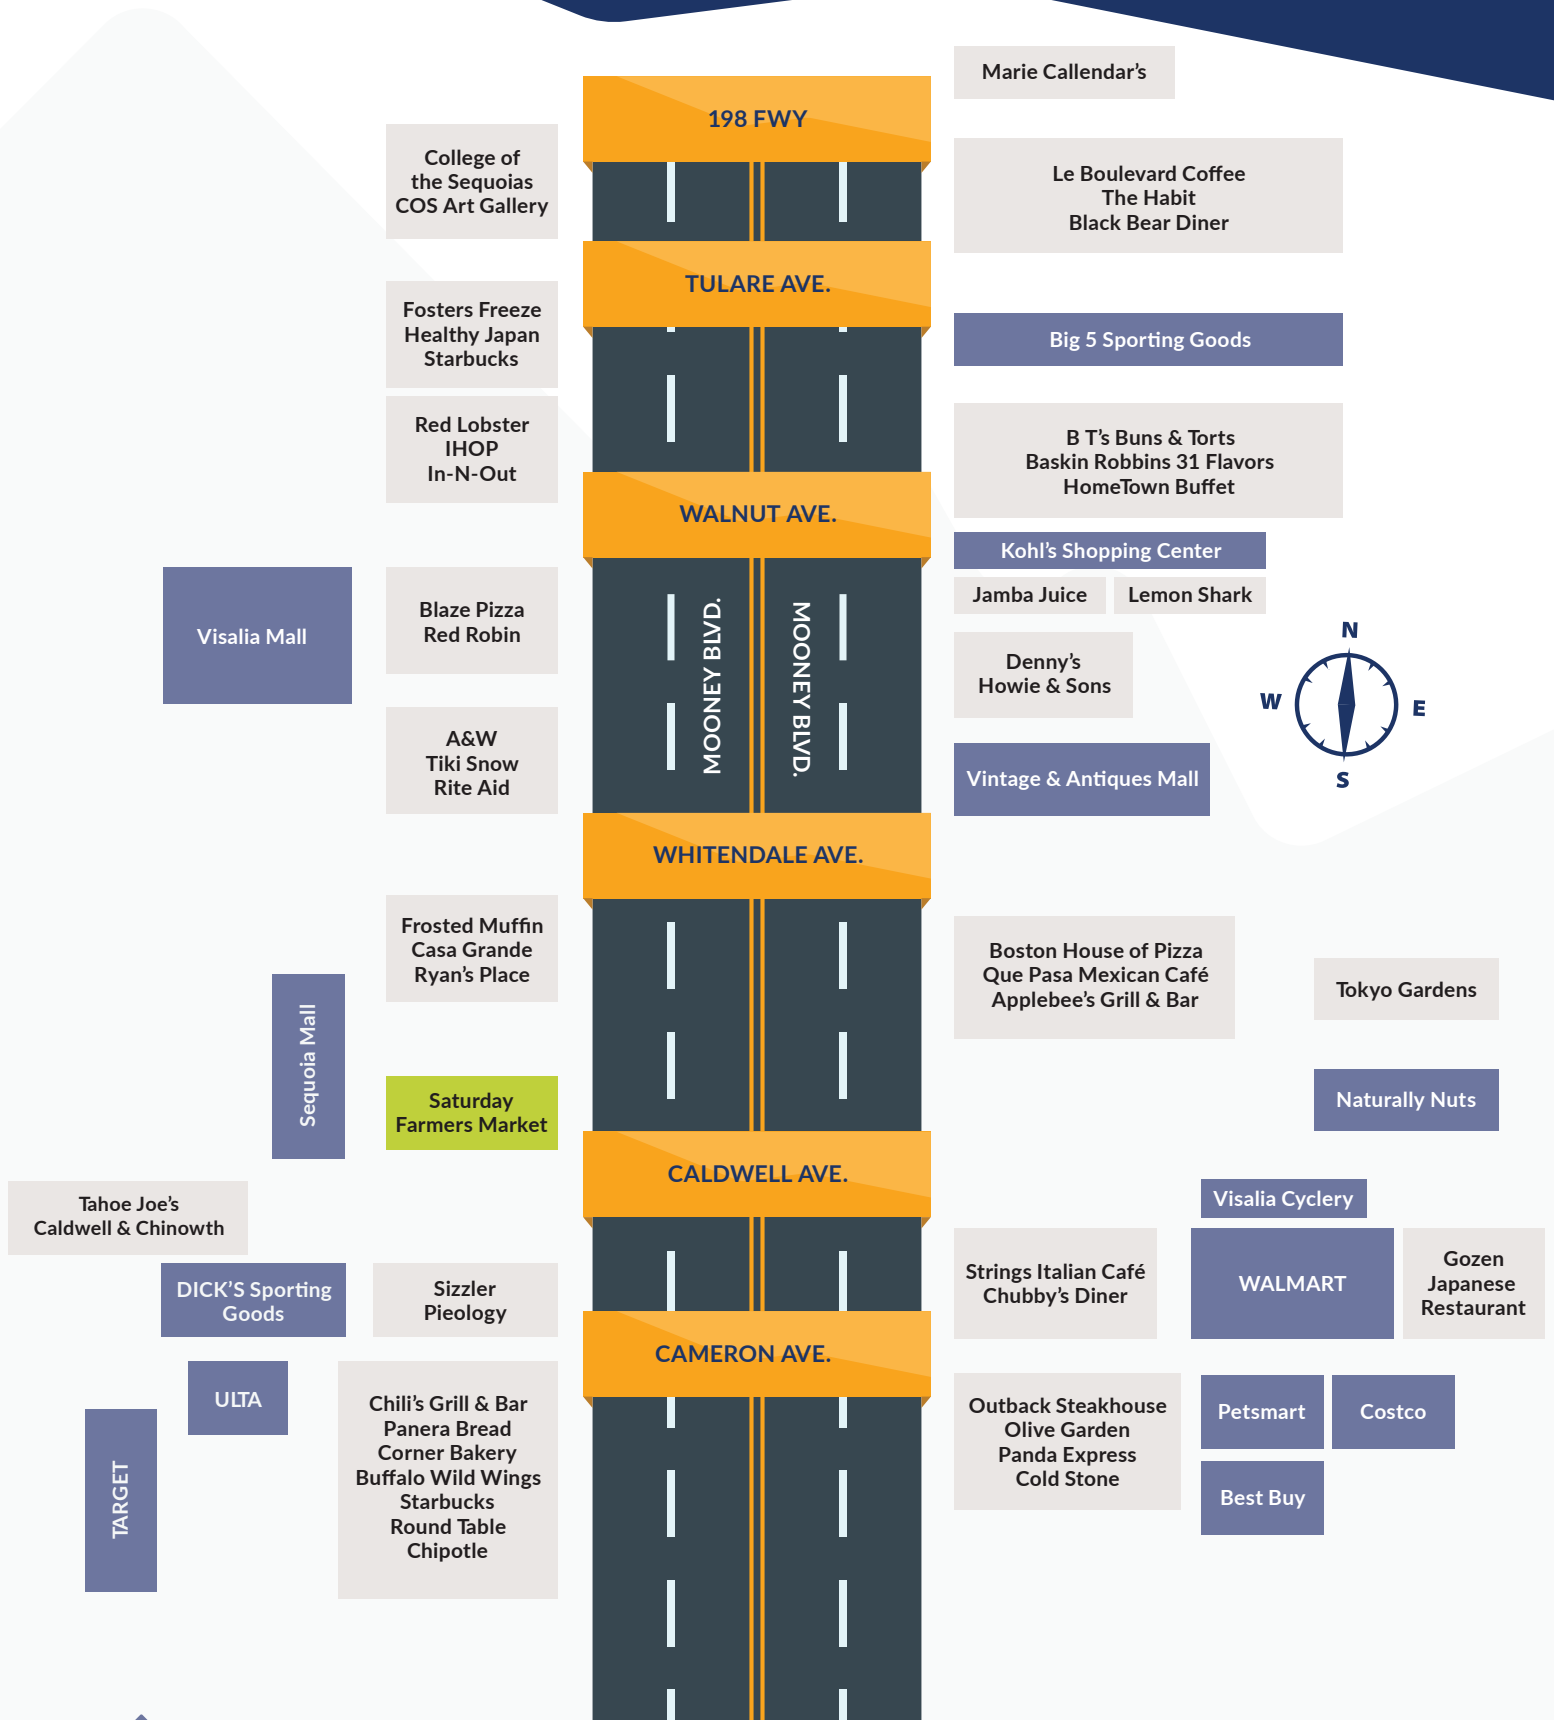 Marie Callendar's
198 FWY
College of
the Sequoias
COS Art Gallery
Le Boulevard Coffee
The Habit
Black Bear Diner
TULARE AVE.
Fosters Freeze
Healthy Japan
Starbucks
Big 5 Sporting Goods
Red Lobster
IHOP
In-N-Out
B T's Buns & Torts
Baskin Robbins 31 Flavors
HomeTown Buffet
WALNUT AVE.
Kohl's Shopping Center
Jamba Juice
Lemon Shark
Visalia Mall
Blaze Pizza
Red Robin
MOONEY BLVD.
MOONEY BLVD.
Denny's
Howie & Sons
N
W
E
S
A&W
Tiki Snow
Rite Aid
Vintage & Antiques Mall
WHITENDALE AVE.
Frosted Muffin
Casa Grande
Ryan's Place
Boston House of Pizza
Que Pasa Mexican Café
Applebee's Grill & Bar
Tokyo Gardens
Sequoia Mall
Saturday
Farmers Market
Naturally Nuts
CALDWELL AVE.
Tahoe Joe's
Caldwell & Chinowth
Visalia Cyclery
DICK'S Sporting
Goods
Sizzler
Pieology
Strings Italian Café
Chubby's Diner
WALMART
Gozen
Japanese
Restaurant
CAMERON AVE.
ULTA
TARGET
Chili's Grill & Bar
Panera Bread
Corner Bakery
Buffalo Wild Wings
Starbucks
Round Table
Chipotle
Outback Steakhouse
Olive Garden
Panda Express
Cold Stone
Petsmart
Costco
Best Buy